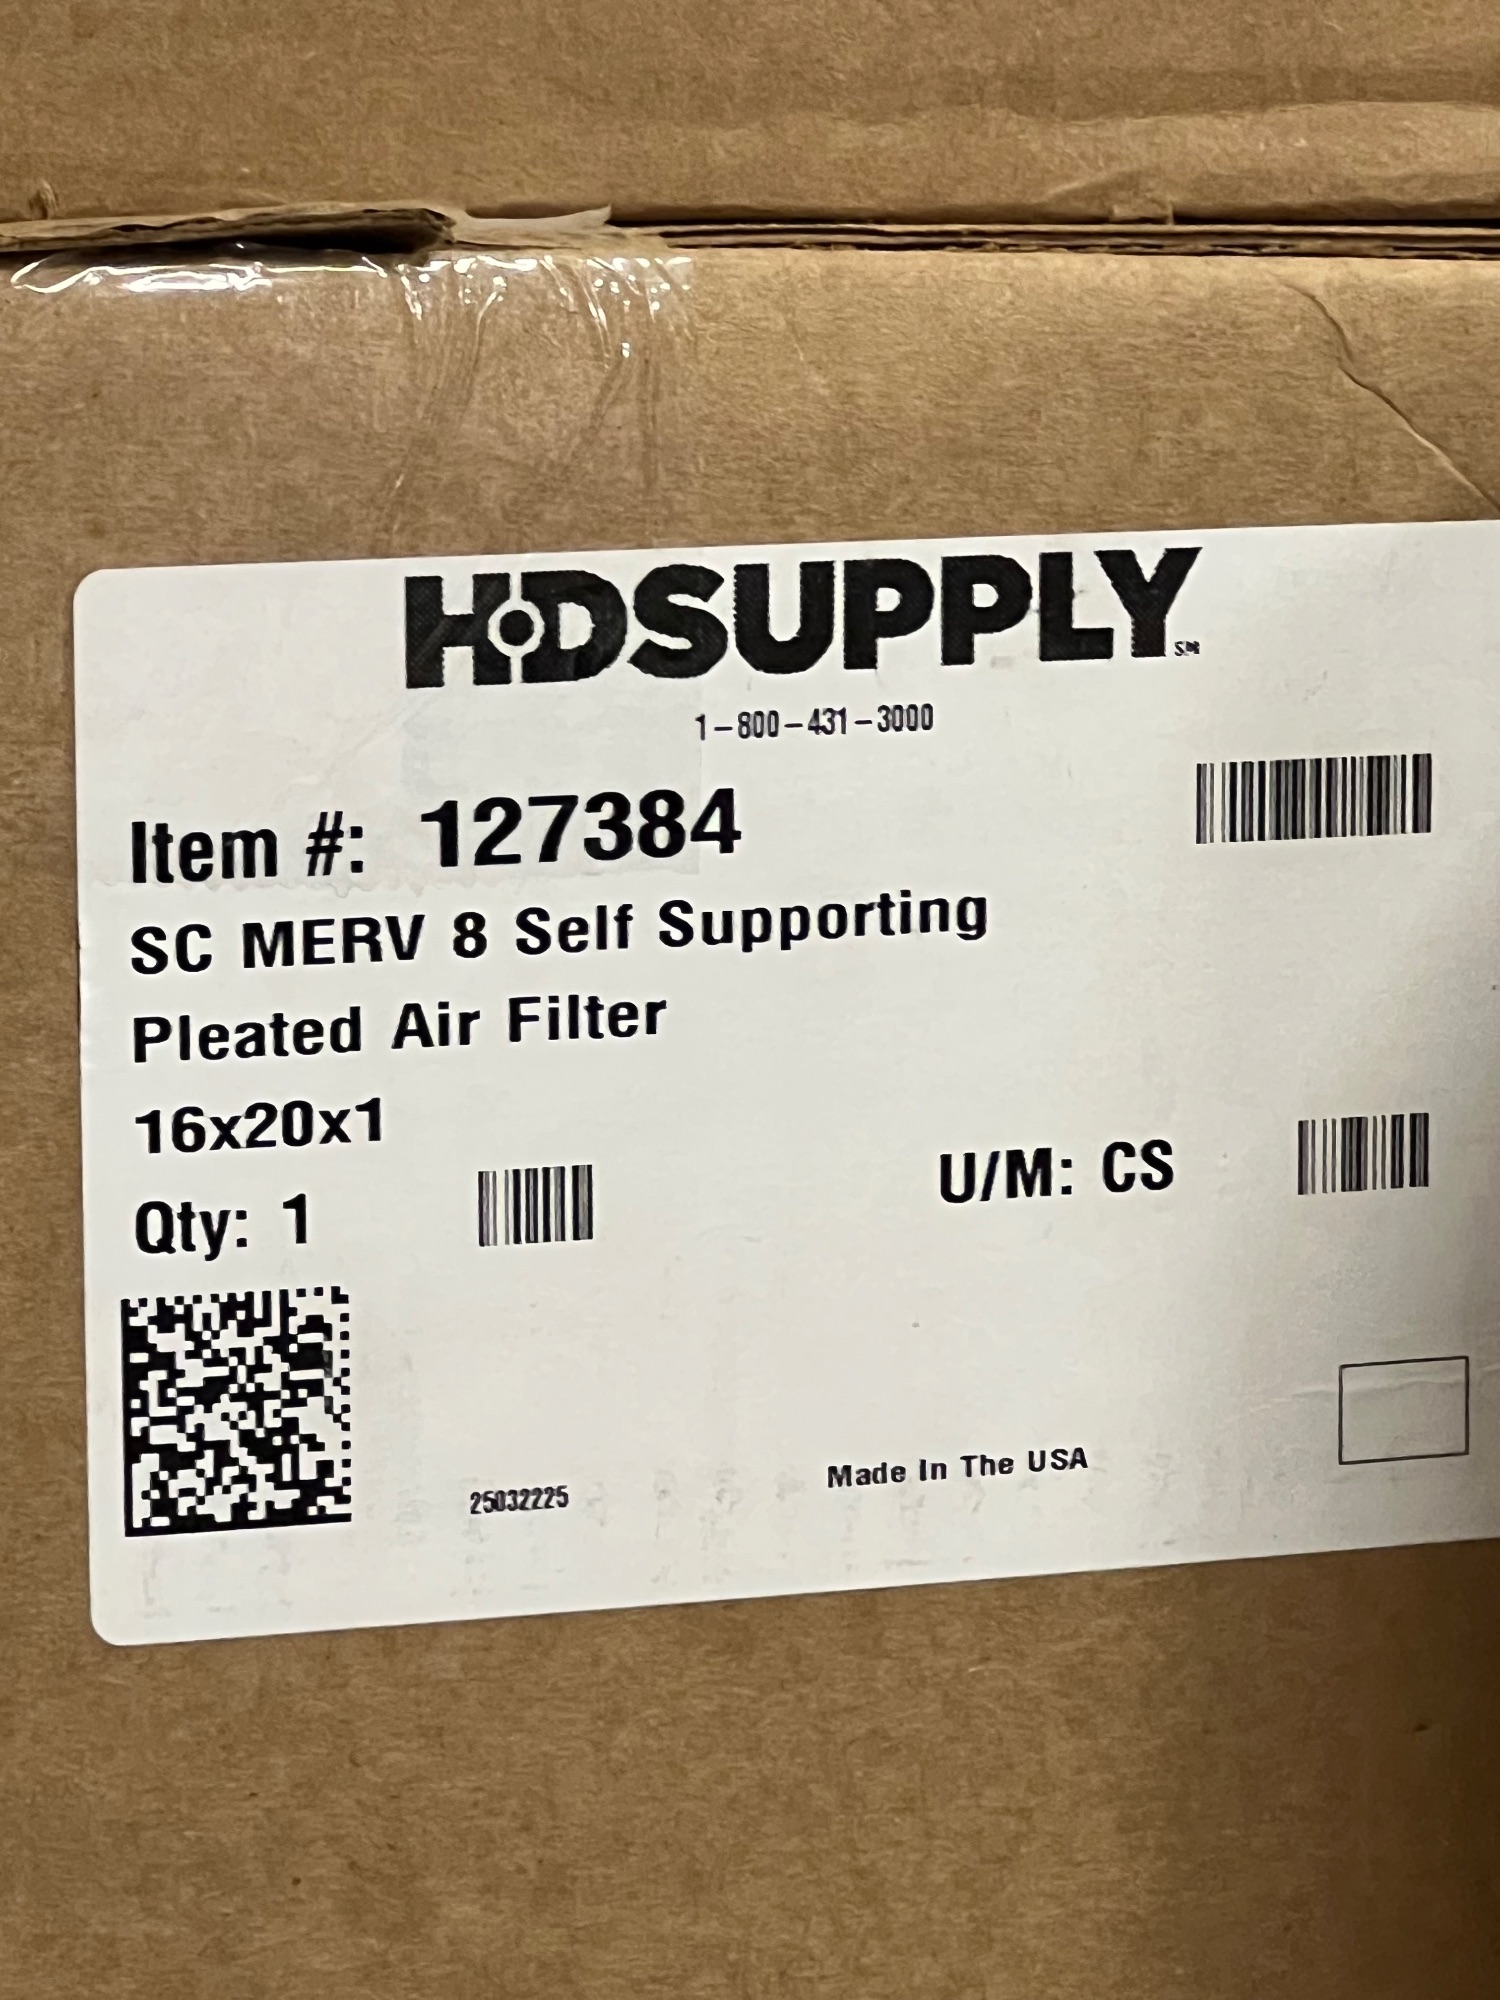 HDSUPPLY
SM
1-800-431-3000
Item #: 127384
SC MERV 8 Self Supporting
Pleated Air Filter
16x20x1
Qty: 1
U/M: CS
25032225
Made In The USA